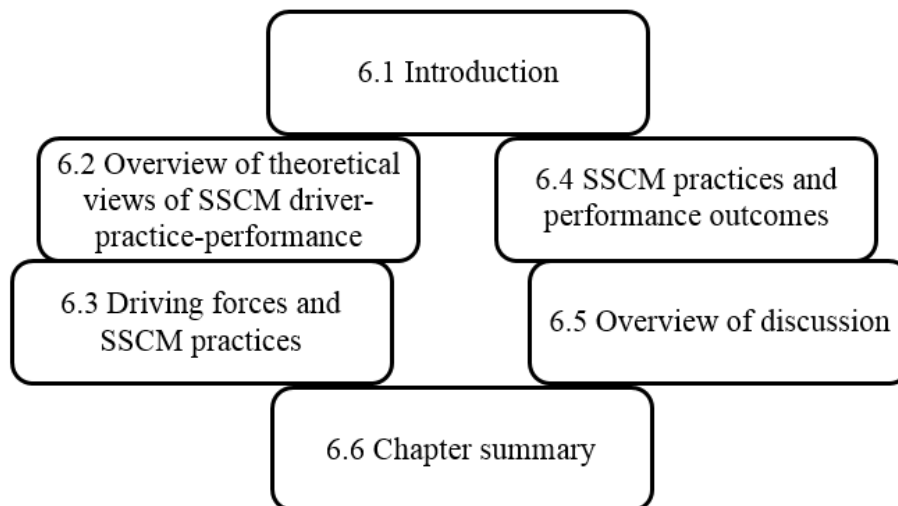 6.1 Introduction
6.2 Overview of theoretical
views of SSCM driver-
practice-performance
6.3 Driving forces and
SSCM practices
6.4 SSCM practices and
performance outcomes
6.5 Overview of discussion
6.6 Chapter summary